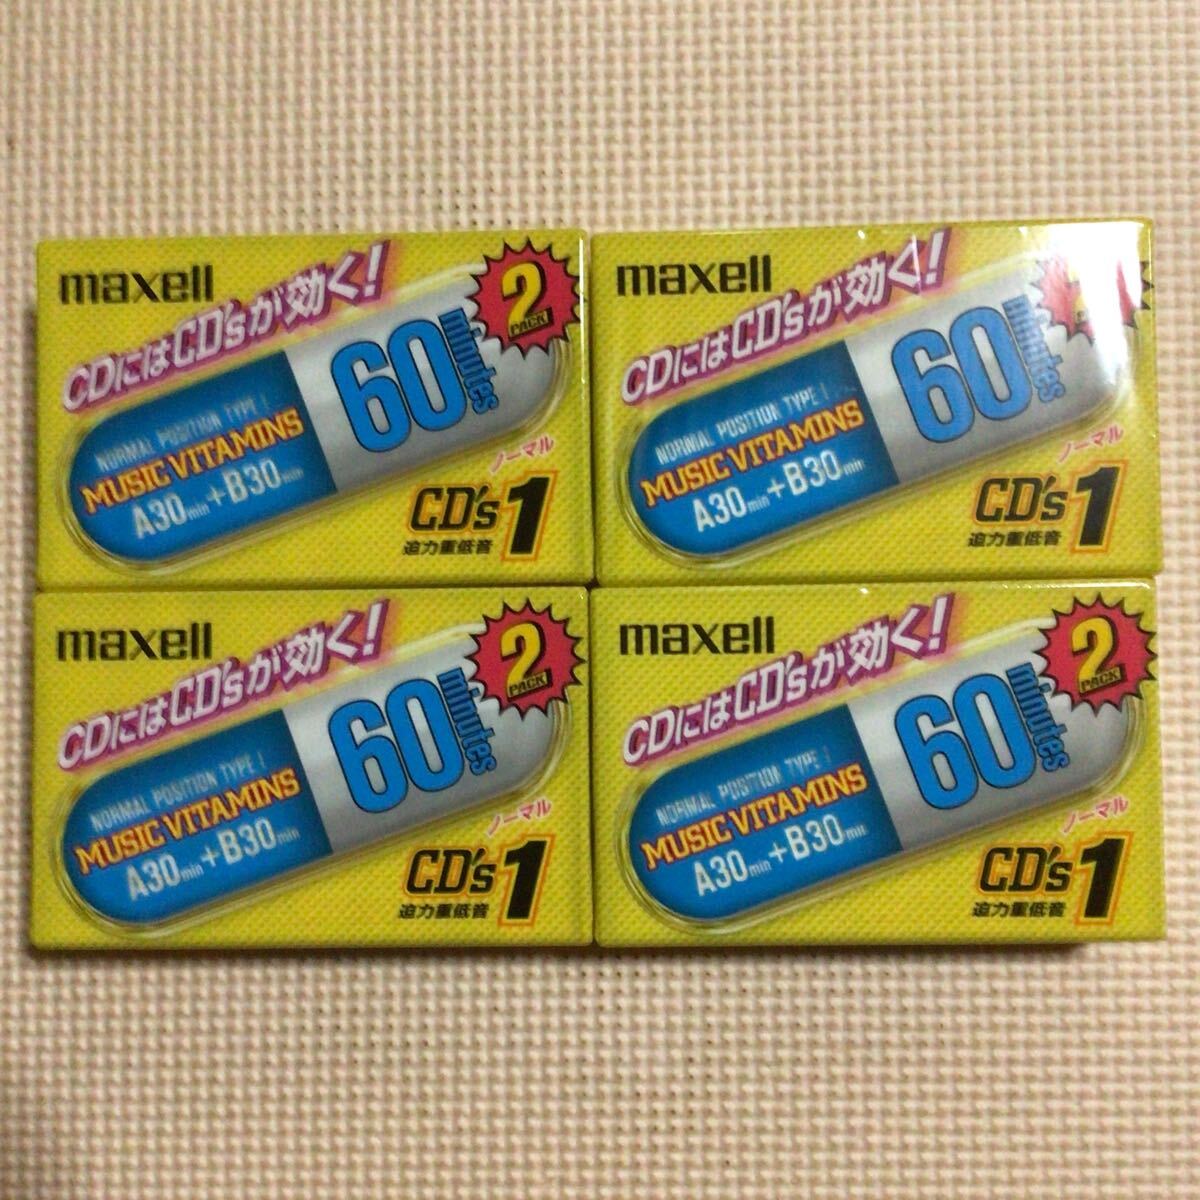 maxell
CDにはCD'sが効く!
2
PACK
60
minutes
NORMAL POSITION TYPE I
MUSIC VITAMINS
A30min+B30min
ノーマル
CD's 1
迫力重低音
maxell
CDにはCD'sが効く!
60
minutes
NORMAL POSITION TYPE I
MUSIC VITAMINS
A30min+B30min
ノーマル
CD's 1
迫力重低音
maxell
CDにはCD'sが効く!
2
PACK
60
minutes
NORMAL POSITION TYPE I
MUSIC VITAMINS
A30min+B30min
ノーマル
CD's 1
迫力重低音
maxell
CDにはCD'sが効く!
2
PACK
60
minutes
NORMAL POSITION TYPE I
MUSIC VITAMINS
A30min+B30min
ノーマル
CD's 1
迫力重低音